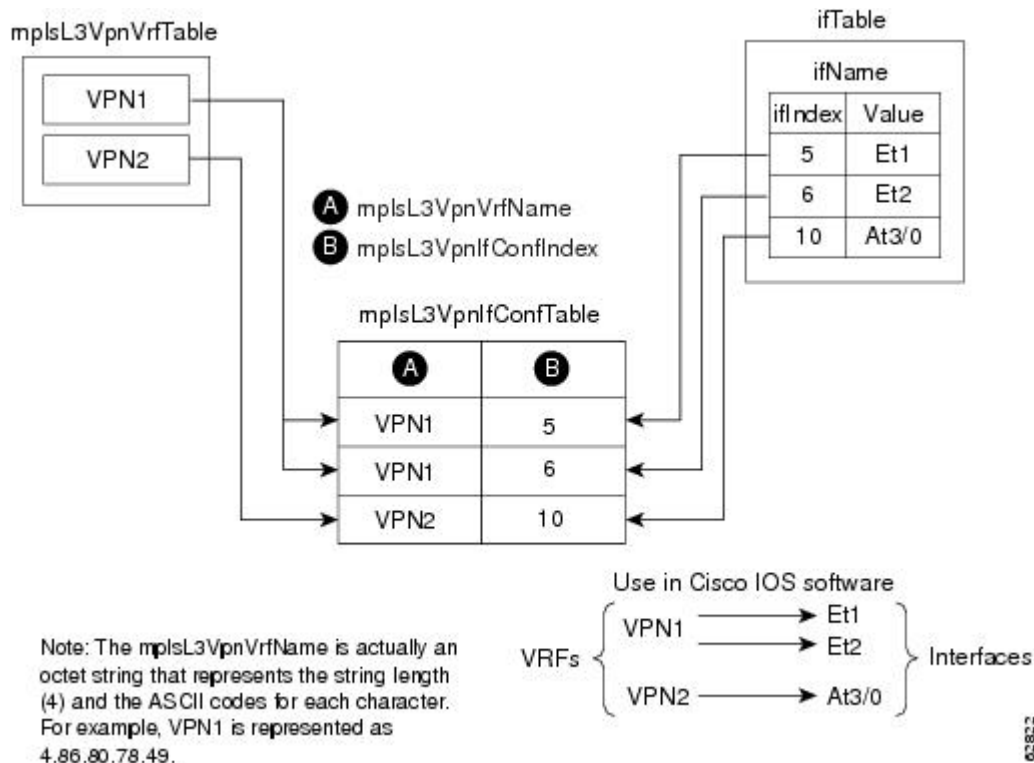 mplsL3VpnVrfTable
VPN1
VPN2
ifTable
ifName
ifIndex Value
5 Et1
6 Et2
10 At3/0
A mplsL3VpnVrfName
B mplsL3VpnIfConfIndex
mplsL3VpnIfConfTable
A B
VPN1 5
VPN1 6
VPN2 10
Use in Cisco IOS software
VRFs
VPN1 Et1
Et2
VPN2 At3/0
Interfaces
Note: The mplsL3VpnVrfName is actually an
octet string that represents the string length
(4) and the ASCII codes for each character.
For example, VPN1 is represented as
4.86.80.78.49.
62822